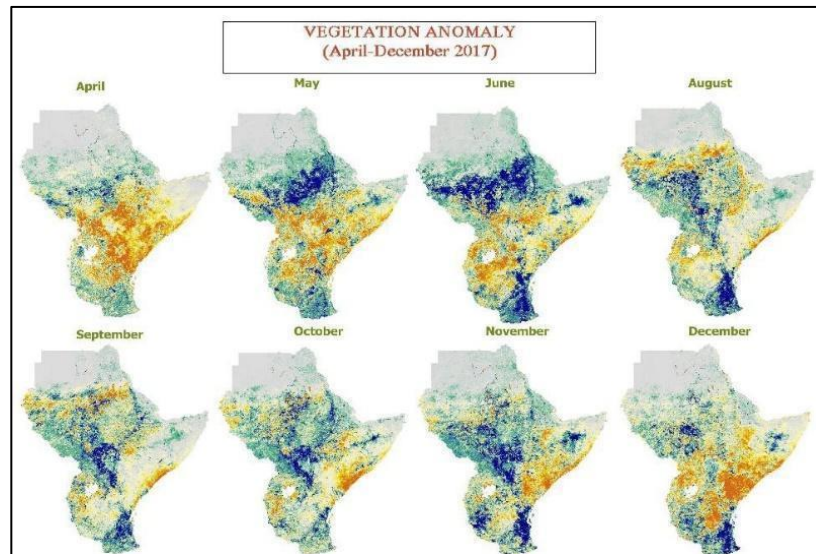 VEGETATION ANOMALY
(April-December 2017)
April
May
June
August
September
October
November
December